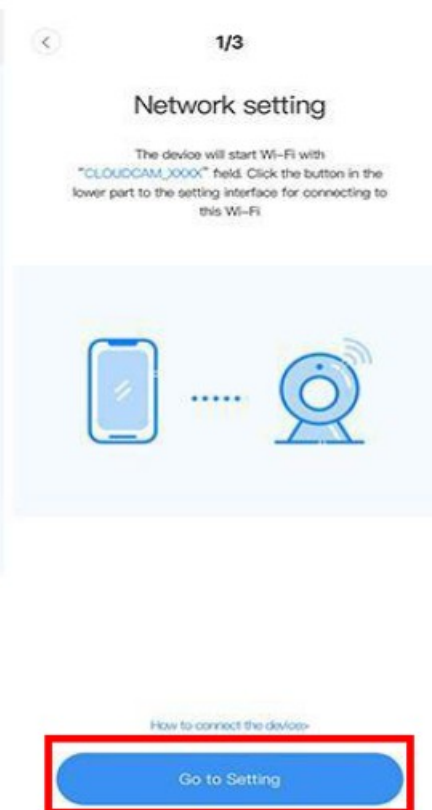 1/3
Network setting
The device will start Wi-Fi with
"CLOUDCAM_XXXX" field. Click the button in the
lower part to the setting interface for connecting to
this Wi-Fi
How to connect the device>
Go to Setting